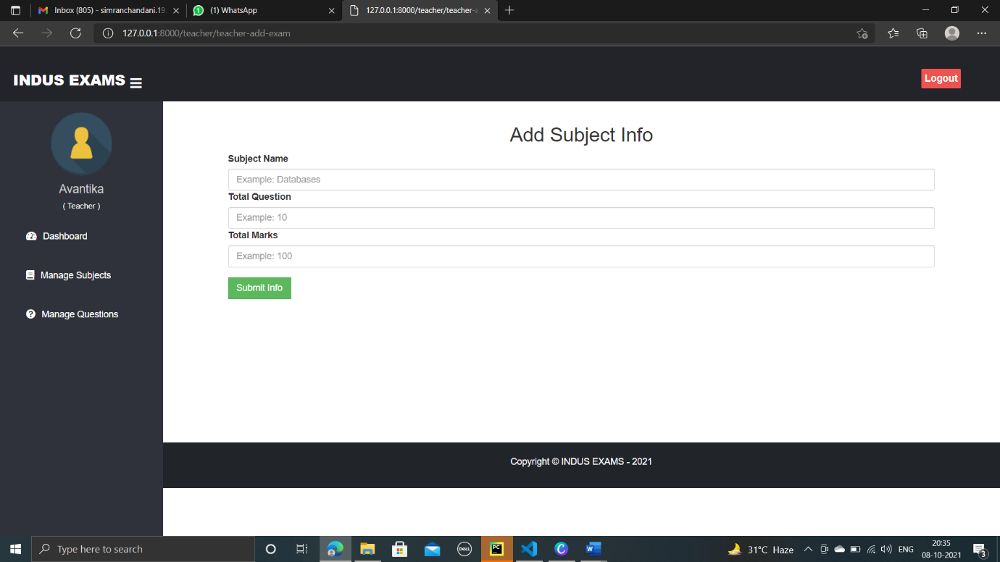 Inbox (805) - simranchandani.19
(1) WhatsApp
127.0.0.1:8000/teacher/teacher-a
127.0.0.1:8000/teacher/teacher-add-exam
INDUS EXAMS
Logout
Avantika
( Teacher )
Dashboard
Manage Subjects
Manage Questions
Add Subject Info
Subject Name
Example: Databases
Total Question
Example: 10
Total Marks
Example: 100
Submit Info
Copyright © INDUS EXAMS - 2021
Type here to search
DELL
PC
31°C Haze
ENG
20:35
08-10-2021
3